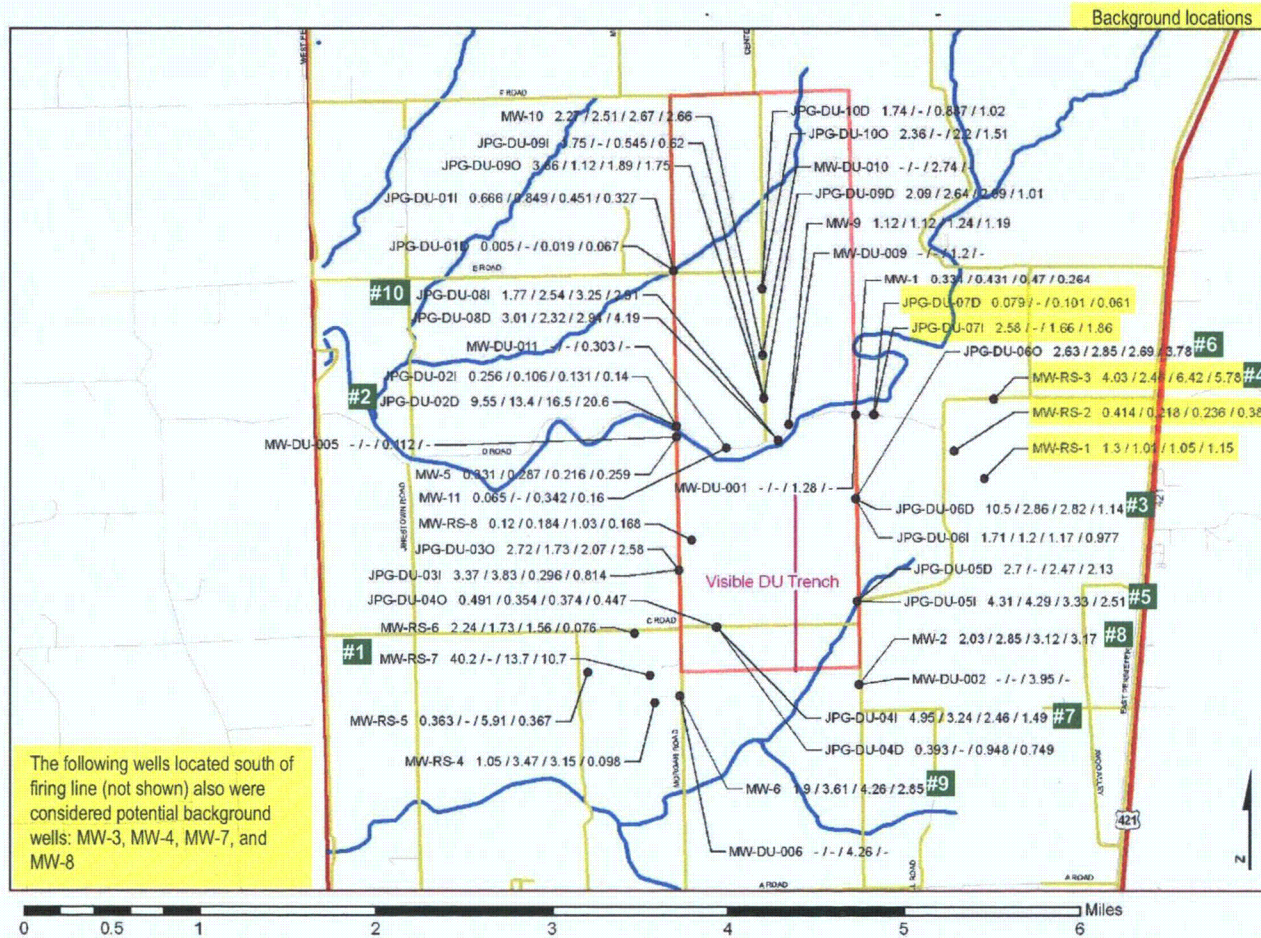 Background locations
F ROAD
MW-10 2.27 / 2.51 / 2.67 / 2.66
JPG-DU-10D 1.74 / - / 0.887 / 1.02
JPG-DU-10O 2.36 / - / 2.2 / 1.51
JPG-DU-09I 3.75 / - / 0.545 / 0.62
JPG-DU-09O 3.86 / 1.12 / 1.89 / 1.75
MW-DU-010 - / - / 2.74 / -
JPG-DU-09D 2.09 / 2.64 / 2.89 / 1.01
JPG-DU-01I 0.666 / 0.849 / 0.451 / 0.327
MW-9 1.12 / 1.12 / 1.24 / 1.19
JPG-DU-01D 0.005 / - / 0.019 / 0.067
MW-DU-009 - / - / 1.2 / -
E ROAD
MW-1 0.334 / 0.431 / 0.47 / 0.264
#10 JPG-DU-08I 1.77 / 2.54 / 3.25 / 2.91
JPG-DU-07D 0.079 / - / 0.101 / 0.061
JPG-DU-08D 3.01 / 2.32 / 2.94 / 4.19
JPG-DU-07I 2.58 / - / 1.66 / 1.86
MW-DU-011 - / - / 0.303 / -
JPG-DU-06O 2.63 / 2.85 / 2.69 / 3.78 #6
JPG-DU-02I 0.256 / 0.106 / 0.131 / 0.14
MW-RS-3 4.03 / 2.46 / 6.42 / 5.78 #4
#2 JPG-DU-02D 9.55 / 13.4 / 16.5 / 20.6
MW-RS-2 0.414 / 0.218 / 0.236 / 0.38
MW-DU-005 - / - / 0.112 / -
D ROAD
MW-RS-1 1.3 / 1.01 / 1.05 / 1.15
MW-5 0.331 / 0.287 / 0.216 / 0.259
MW-DU-001 - / - / 1.28 / -
MW-11 0.065 / - / 0.342 / 0.16
JPG-DU-06D 10.5 / 2.86 / 2.82 / 1.14 #3
421
MW-RS-8 0.12 / 0.184 / 1.03 / 0.168
JPG-DU-06I 1.71 / 1.2 / 1.17 / 0.977
JPG-DU-03O 2.72 / 1.73 / 2.07 / 2.58
JPG-DU-05D 2.7 / - / 2.47 / 2.13
JPG-DU-03I 3.37 / 3.83 / 0.296 / 0.814
Visible DU Trench
JPG-DU-04O 0.491 / 0.354 / 0.374 / 0.447
JPG-DU-05I 4.31 / 4.29 / 3.33 / 2.51 #5
MW-RS-6 2.24 / 1.73 / 1.56 / 0.076
C ROAD
MW-2 2.03 / 2.85 / 3.12 / 3.17 #8
#1 MW-RS-7 40.2 / - / 13.7 / 10.7
MW-DU-002 - / - / 3.95 / -
MW-RS-5 0.363 / - / 5.91 / 0.367
JPG-DU-04I 4.95 / 3.24 / 2.46 / 1.49 #7
MORGAN ROAD
JPG-DU-04D 0.393 / - / 0.948 / 0.749
MW-RS-4 1.05 / 3.47 / 3.15 / 0.098
MW-6 1.9 / 3.61 / 4.26 / 2.85 #9
MW-DU-006 - / - / 4.26 / -
421
A ROAD
A ROAD
The following wells located south of
firing line (not shown) also were
considered potential background
wells: MW-3, MW-4, MW-7, and
MW-8
N
0 0.5 1 2 3 4 5 6 Miles